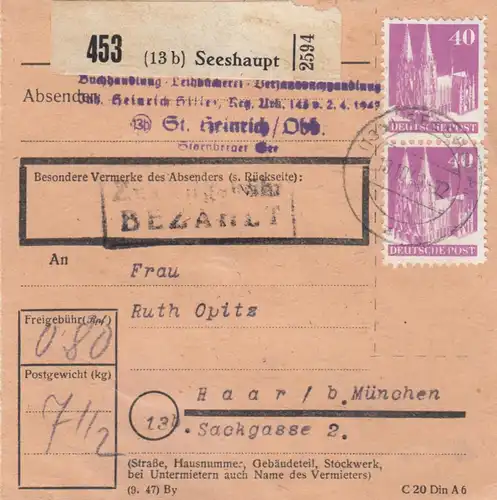 453 (13 b) Seeshaupt 2594
40
DEUTSCHE POST
40
DEUTSCHE POST
Absender
Buchhandlung - Leihbücherei - Versandbuchhandlung
Heinrich Reg. Urk. 148 v. 2. 4. 1947
13b St. Heinrich/Obb.
Starnberger See
Besondere Vermerke des Absenders (s. Rückseite):
BEZAHLT
An
Frau
Ruth Opitz
Freigebühr (Rpf.)
0.80
Postgewicht (kg)
7 1/2
Haar / b. München
13b
Sackgasse 2.
(Straße, Hausnummer, Gebäudeteil, Stockwerk,
bei Untermietern auch Name des Vermieters)
(9. 47) By
C 20 Din A 6